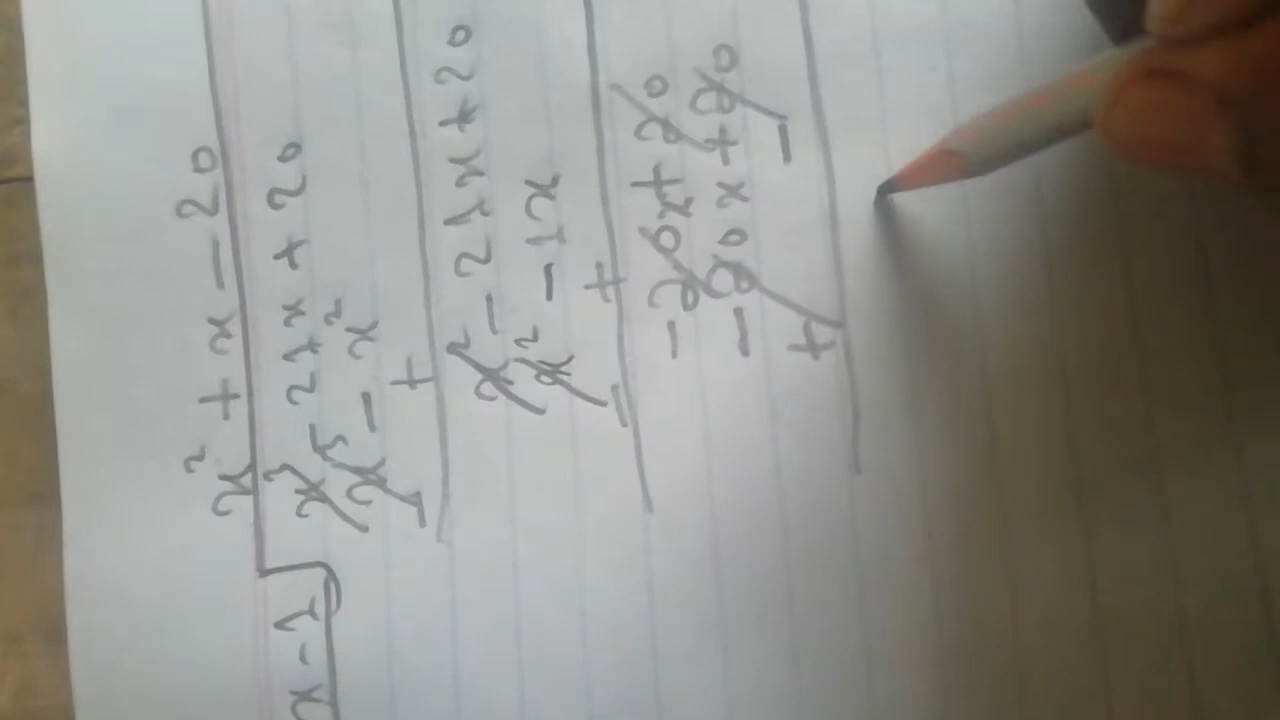 x² + x - 20
x - 1 x³ - 21x + 20
x³ - x²
- +
x² - 21x + 20
x² - 1x
- +
-20x + 20
-20x + 20
+ -